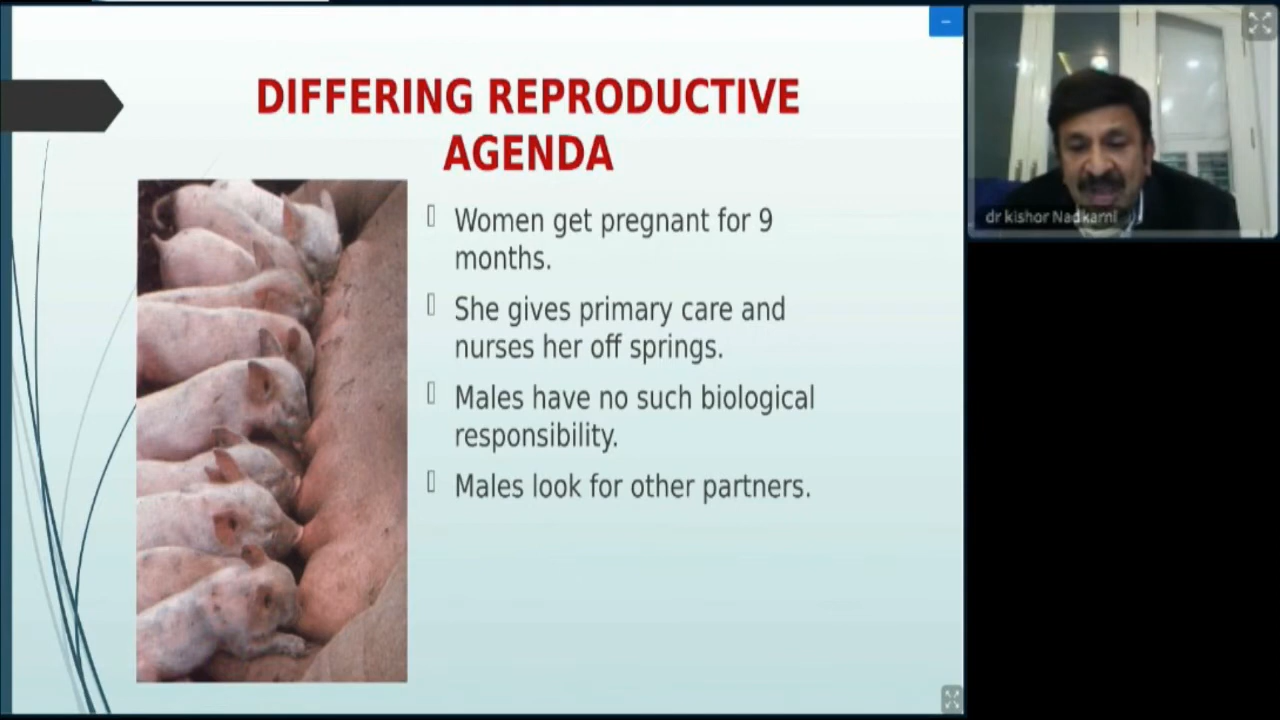 DIFFERING REPRODUCTIVE
AGENDA
Women get pregnant for 9
months.
She gives primary care and
nurses her off springs.
Males have no such biological
responsibility.
Males look for other partners.
dr kishor Nadkarni